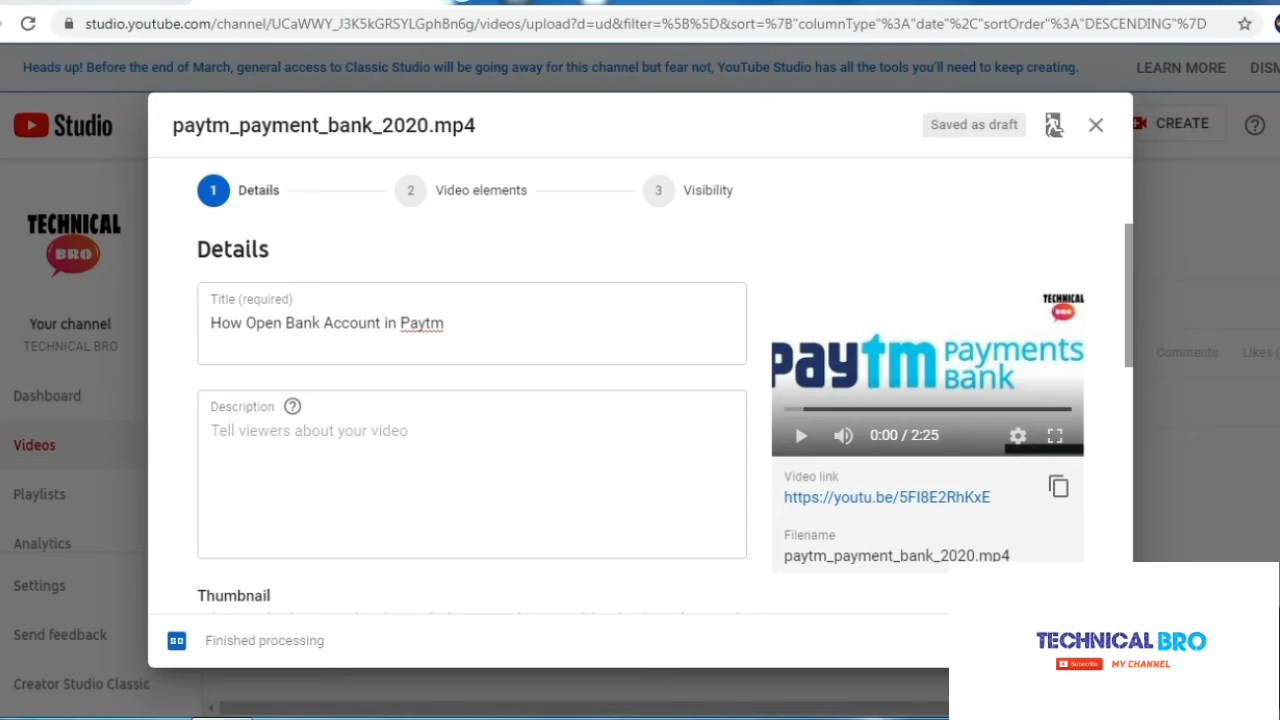 studio.youtube.com/channel/UCaWWY_J3K5kGRSYLGphBn6g/videos/upload?d=ud&filter=%5B%5D&sort=%7B"columnType"%3A"date"%2C"sortOrder"%3A"DESCENDING"%7D
Heads up! Before the end of March, general access to Classic Studio will be going away for this channel but fear not, YouTube Studio has all the tools you'll need to keep creating. LEARN MORE DISM
Studio
paytm_payment_bank_2020.mp4
Saved as draft
CREATE
1 Details
2 Video elements
3 Visibility
TECHNICAL
BRO
Your channel
TECHNICAL BRO
Dashboard
Videos
Playlists
Analytics
Settings
Send feedback
Creator Studio Classic
Details
Title (required)
How Open Bank Account in Paytm
Description
Tell viewers about your video
Thumbnail
TECHNICAL
BRO
paytm Payments
Bank
0:00 / 2:25
Video link
https://youtu.be/5FI8E2RhKxE
Filename
paytm_payment_bank_2020.mp4
Comments Likes (
SD Finished processing
TECHNICAL BRO
Subscribe MY CHANNEL